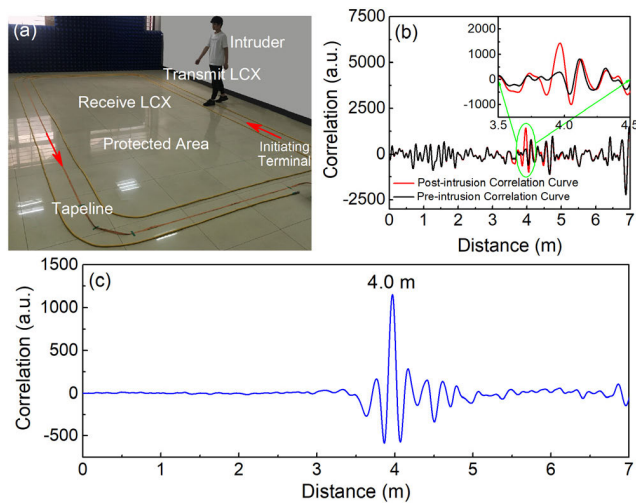 (a)
Intruder
Transmit LCX
Receive LCX
Protected Area
Initiating
Terminal
Tapeline
(b)
Correlation (a.u.)
7500
5000
2500
0
-2500
2000
1000
0
-1000
3.5 4.0 4.5
Post-intrusion Correlation Curve
Pre-intrusion Correlation Curve
0 1 2 3 4 5 6 7
Distance (m)
(c)
Correlation (a.u.)
1500
1000
500
0
-500
4.0 m
0 1 2 3 4 5 6 7
Distance (m)